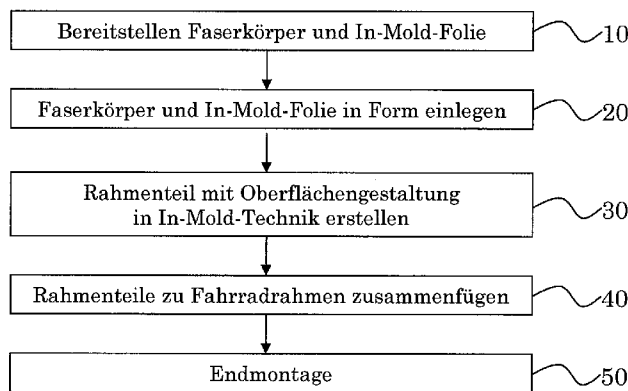 Bereitstellen Faserkörper und In-Mold-Folie
10
Faserkörper und In-Mold-Folie in Form einlegen
20
Rahmenteil mit Oberflächengestaltung
in In-Mold-Technik erstellen
30
Rahmenteile zu Fahrradrahmen zusammenfügen
40
Endmontage
50